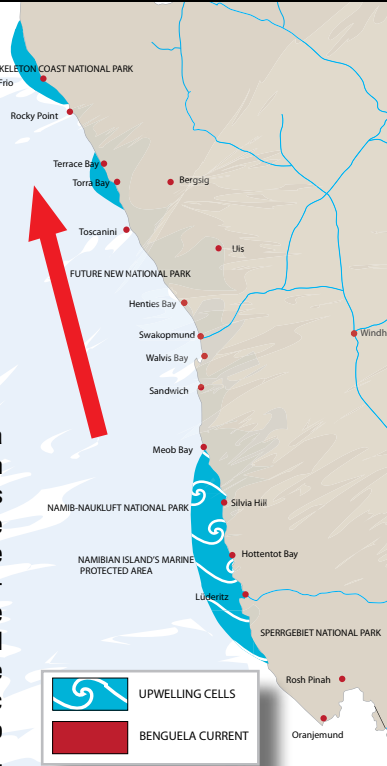 SKELETON COAST NATIONAL PARK
Frio
Rocky Point
Terrace Bay
Torra Bay
Bergsig
Toscanini
Uis
FUTURE NEW NATIONAL PARK
Henties Bay
Swakopmund
Windh
Walvis Bay
Sandwich
Meob Bay
NAMIB-NAUKLUFT NATIONAL PARK
Silvia Hill
Hottentot Bay
NAMIBIAN ISLAND'S MARINE
PROTECTED AREA
Lüderitz
SPERRGEBIET NATIONAL PARK
Rosh Pinah
UPWELLING CELLS
BENGUELA CURRENT
Oranjemund